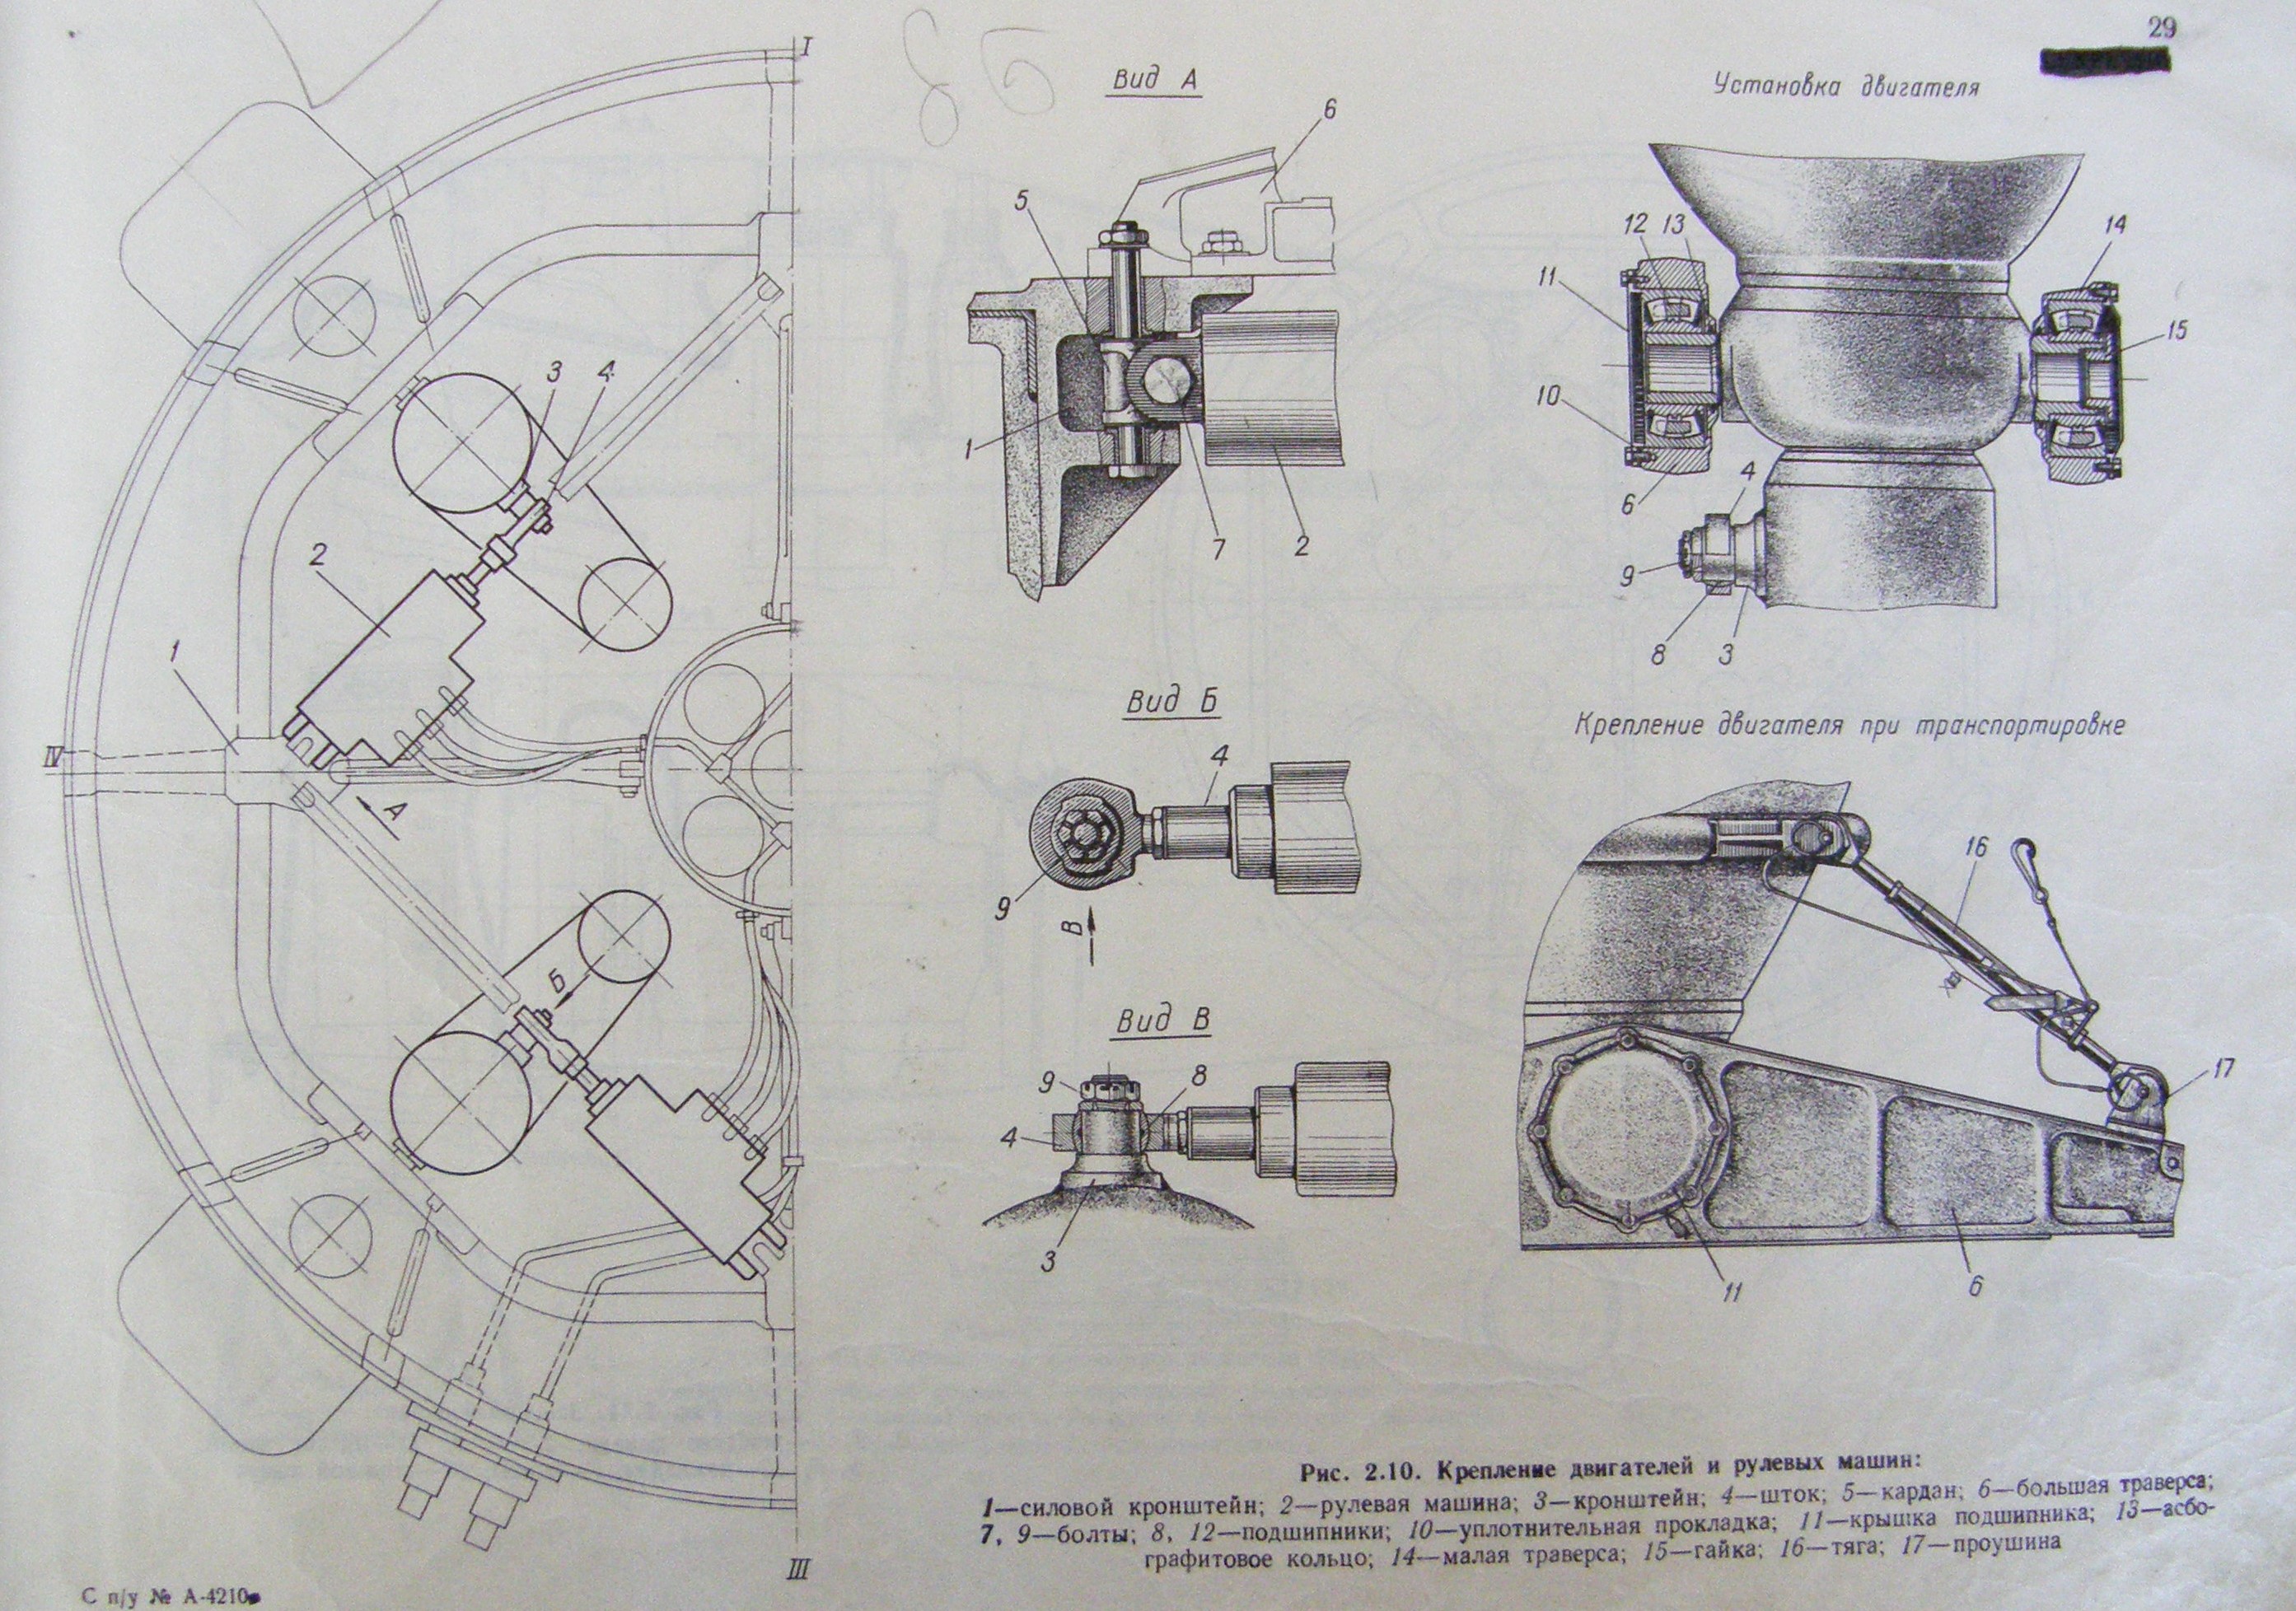 29
I
Вид А
Установка двигателя
6
5
12 13
14
11
15
3 4
10
1
4
6
2
7 2
9
1
8 3
Вид Б
Крепление двигателя при транспортировке
IV
4
А
16
9
В
Б
Вид В
9 8
17
4
3
11
6
Рис. 2.10. Крепление двигателей и рулевых машин:
1—силовой кронштейн; 2—рулевая машина; 3—кронштейн; 4—шток; 5—кардан; 6—большая траверса;
7, 9—болты; 8, 12—подшипники; 10—уплотнительная прокладка; 11—крышка подшипника; 13—асбо-
графитовое кольцо; 14—малая траверса; 15—гайка; 16—тяга; 17—проушина
III
С п/у № А-4210